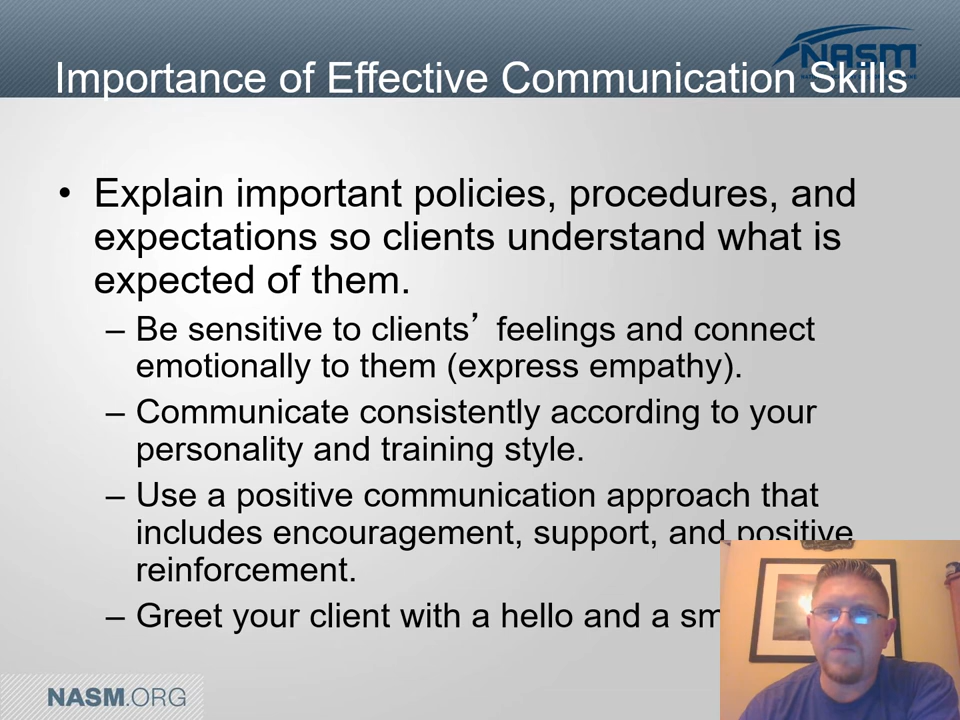 NASM
Importance of Effective Communication Skills
• Explain important policies, procedures, and
expectations so clients understand what is
expected of them.
– Be sensitive to clients’ feelings and connect
emotionally to them (express empathy).
– Communicate consistently according to your
personality and training style.
– Use a positive communication approach that
includes encouragement, support, and positive
reinforcement.
– Greet your client with a hello and a sm
NASM.ORG